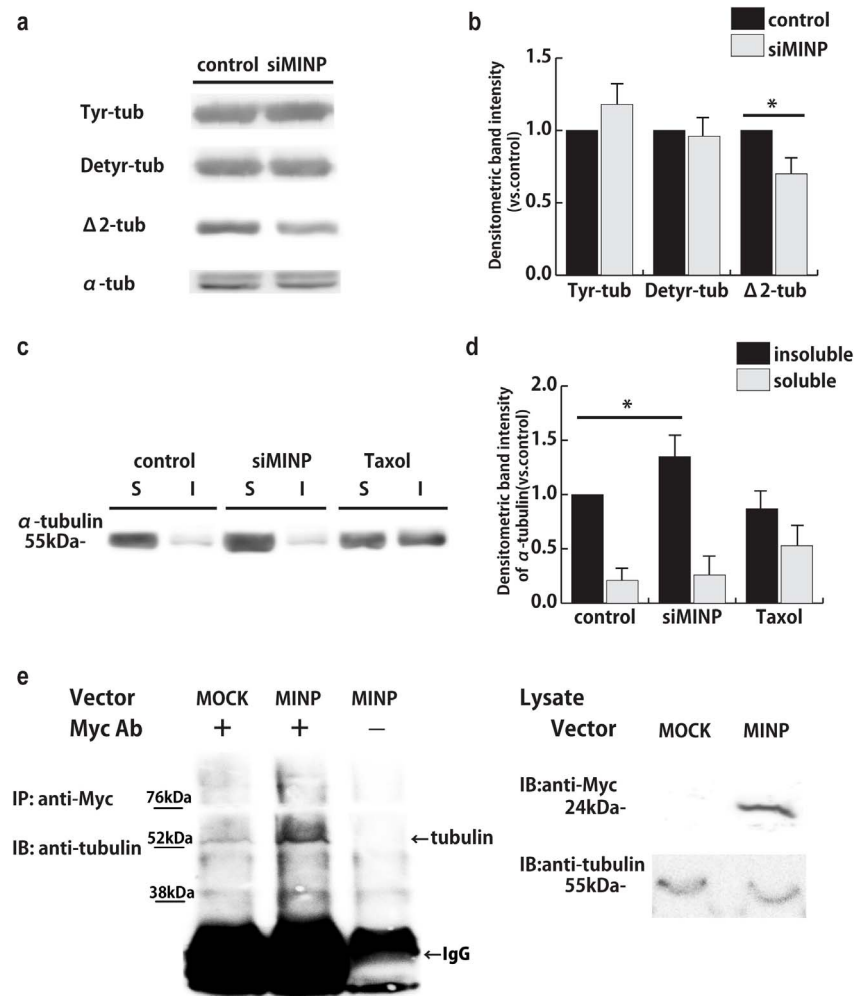 a
control siMINP
Tyr-tub
Detyr-tub
Δ2-tub
α-tub
b
control
siMINP
Densitometric band intensity
(vs.control)
1.5
1.0
0.5
0.0
*
Tyr-tub Detyr-tub Δ2-tub
c
control siMINP Taxol
S I S I S I
α-tubulin
55kDa-
d
insoluble
soluble
Densitometric band intensity
of α-tubulin(vs.control)
2.0
1.5
1.0
0.5
0.0
*
control siMINP Taxol
e
Vector MOCK MINP MINP
Myc Ab + + −
IP: anti-Myc
76kDa
IB: anti-tubulin
52kDa
←tubulin
38kDa
←IgG
Lysate
Vector MOCK MINP
IB:anti-Myc
24kDa-
IB:anti-tubulin
55kDa-